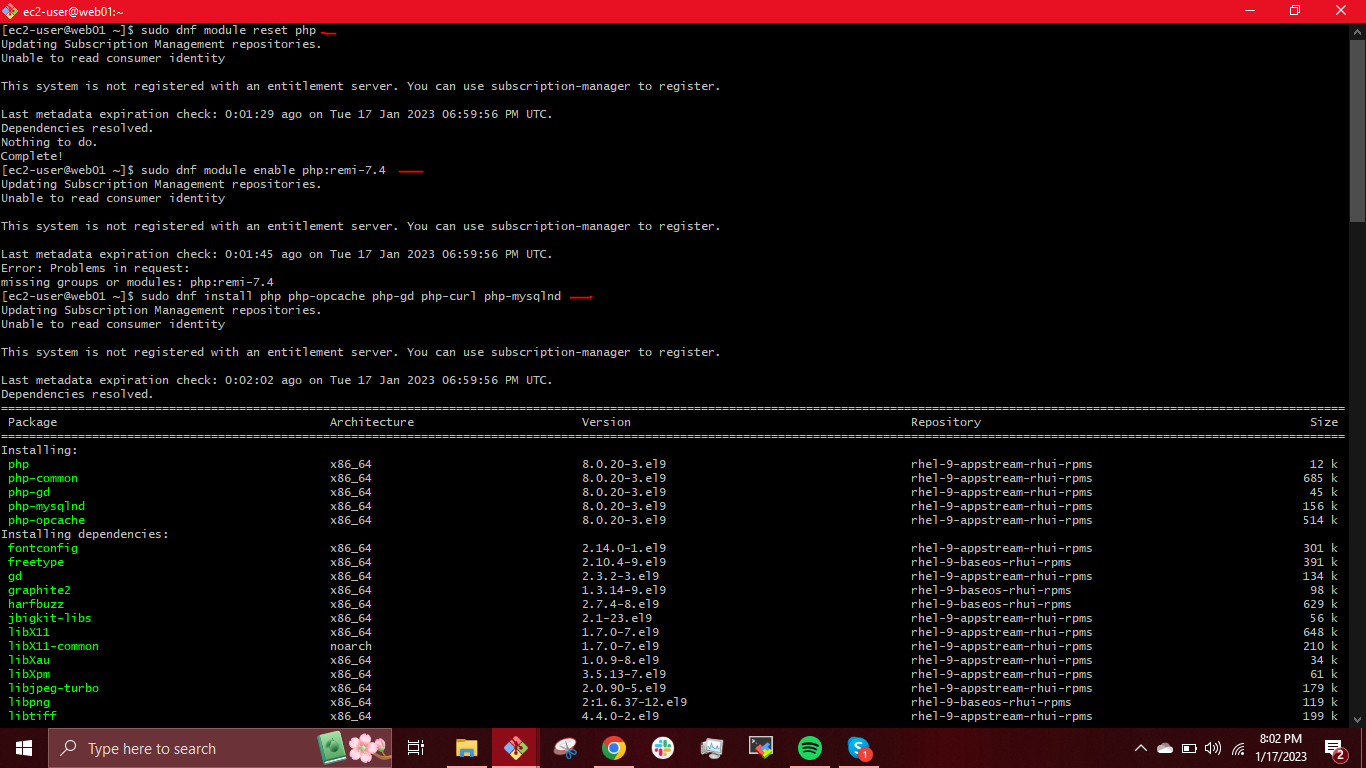 ec2-user@web01:~
[ec2-user@web01 ~]$ sudo dnf module reset php
Updating Subscription Management repositories.
Unable to read consumer identity
This system is not registered with an entitlement server. You can use subscription-manager to register.
Last metadata expiration check: 0:01:29 ago on Tue 17 Jan 2023 06:59:56 PM UTC.
Dependencies resolved.
Nothing to do.
Complete!
[ec2-user@web01 ~]$ sudo dnf module enable php:remi-7.4
Updating Subscription Management repositories.
Unable to read consumer identity
This system is not registered with an entitlement server. You can use subscription-manager to register.
Last metadata expiration check: 0:01:45 ago on Tue 17 Jan 2023 06:59:56 PM UTC.
Error: Problems in request:
missing groups or modules: php:remi-7.4
[ec2-user@web01 ~]$ sudo dnf install php php-opcache php-gd php-curl php-mysqlnd
Updating Subscription Management repositories.
Unable to read consumer identity
This system is not registered with an entitlement server. You can use subscription-manager to register.
Last metadata expiration check: 0:02:02 ago on Tue 17 Jan 2023 06:59:56 PM UTC.
Dependencies resolved.
Package Architecture Version Repository Size
Installing:
php x86_64 8.0.20-3.el9 rhel-9-appstream-rhui-rpms 12 k
php-common x86_64 8.0.20-3.el9 rhel-9-appstream-rhui-rpms 685 k
php-gd x86_64 8.0.20-3.el9 rhel-9-appstream-rhui-rpms 45 k
php-mysqlnd x86_64 8.0.20-3.el9 rhel-9-appstream-rhui-rpms 156 k
php-opcache x86_64 8.0.20-3.el9 rhel-9-appstream-rhui-rpms 514 k
Installing dependencies:
fontconfig x86_64 2.14.0-1.el9 rhel-9-appstream-rhui-rpms 301 k
freetype x86_64 2.10.4-9.el9 rhel-9-baseos-rhui-rpms 391 k
gd x86_64 2.3.2-3.el9 rhel-9-appstream-rhui-rpms 134 k
graphite2 x86_64 1.3.14-9.el9 rhel-9-baseos-rhui-rpms 98 k
harfbuzz x86_64 2.7.4-8.el9 rhel-9-baseos-rhui-rpms 629 k
jbigkit-libs x86_64 2.1-23.el9 rhel-9-appstream-rhui-rpms 56 k
libX11 x86_64 1.7.0-7.el9 rhel-9-appstream-rhui-rpms 648 k
libX11-common noarch 1.7.0-7.el9 rhel-9-appstream-rhui-rpms 210 k
libXau x86_64 1.0.9-8.el9 rhel-9-appstream-rhui-rpms 34 k
libXpm x86_64 3.5.13-7.el9 rhel-9-appstream-rhui-rpms 61 k
libjpeg-turbo x86_64 2.0.90-5.el9 rhel-9-appstream-rhui-rpms 179 k
libpng x86_64 2:1.6.37-12.el9 rhel-9-baseos-rhui-rpms 119 k
libtiff x86_64 4.4.0-2.el9 rhel-9-appstream-rhui-rpms 199 k
Type here to search
1
8:02 PM
1/17/2023
2